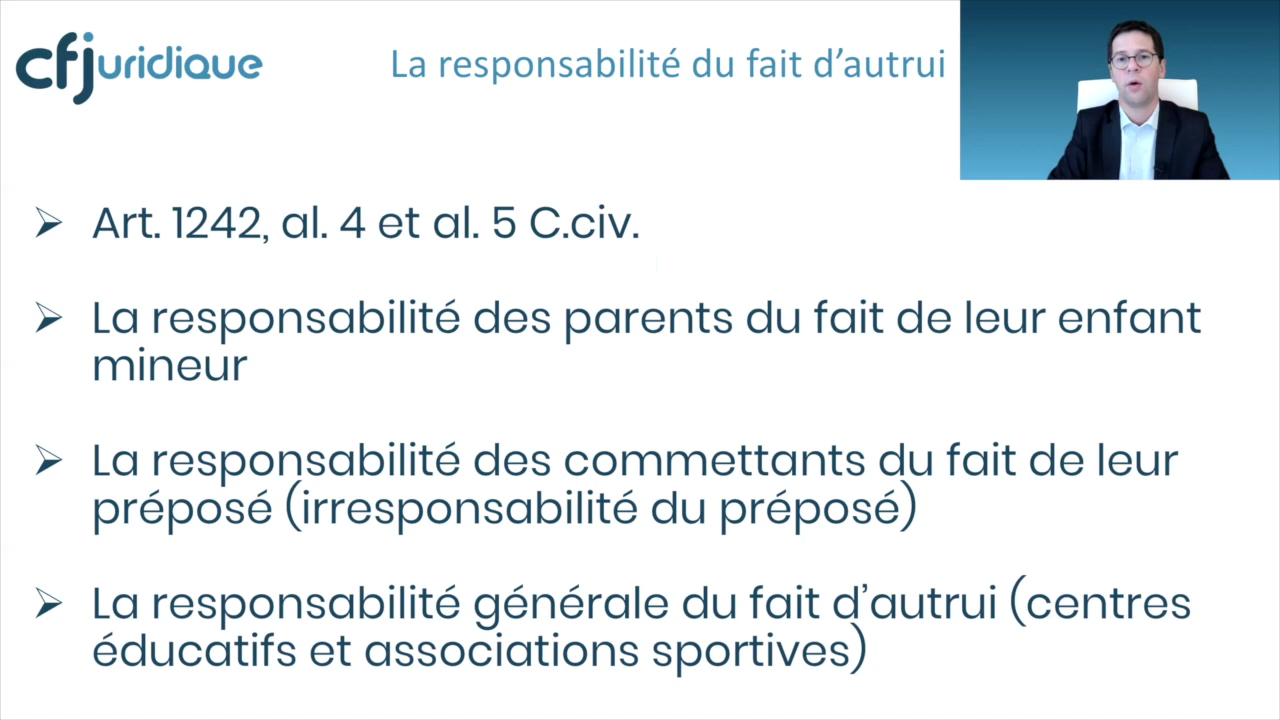 cfjuridique
La responsabilité du fait d’autrui
Art. 1242, al. 4 et al. 5 C.civ.
La responsabilité des parents du fait de leur enfant
mineur
La responsabilité des commettants du fait de leur
préposé (irresponsabilité du préposé)
La responsabilité générale du fait d’autrui (centres
éducatifs et associations sportives)